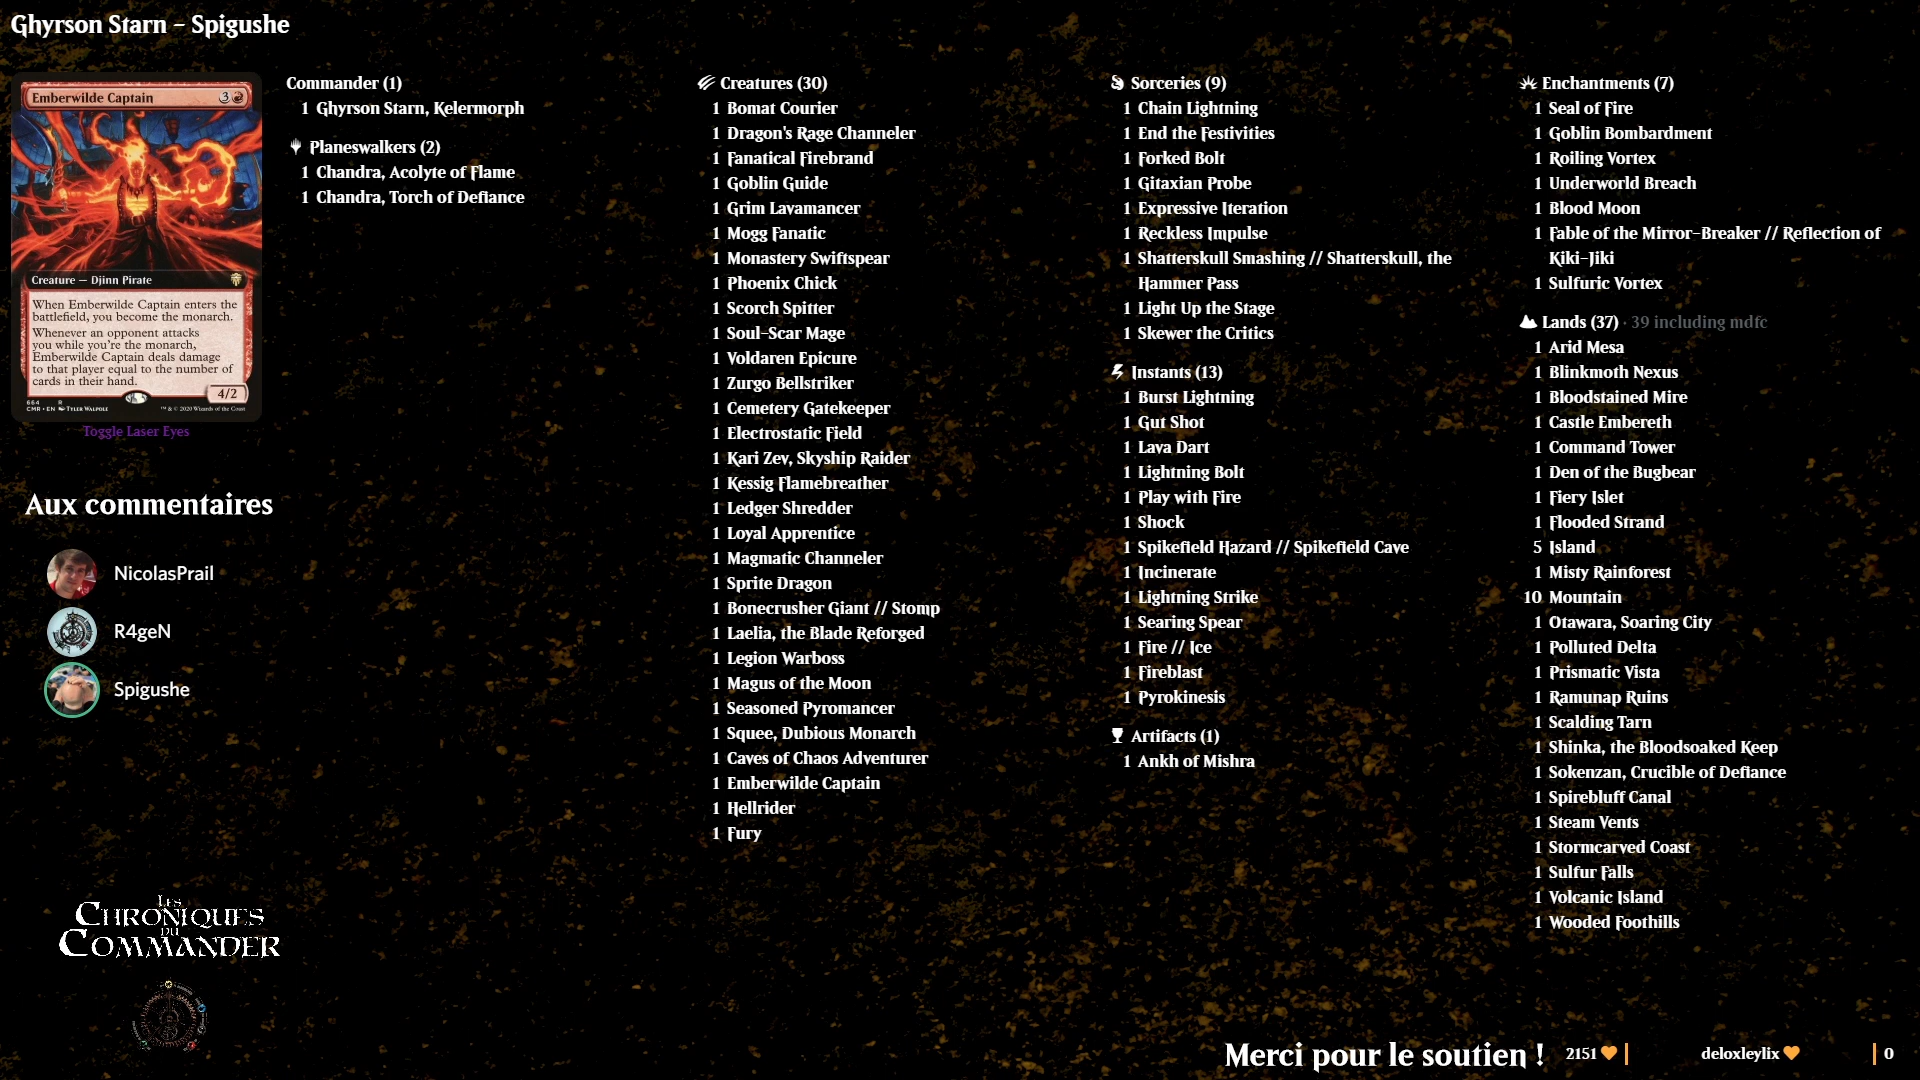 Ghyrson Starn - Spigushe
Emberwilde Captain 3
Creature — Djinn Pirate
When Emberwilde Captain enters the
battlefield, you become the monarch.
Whenever an opponent attacks
you while you're the monarch,
Emberwilde Captain deals damage
to that player equal to the number of
cards in their hand.
4/2
664 R
CMR • EN TYLER WALPOLE ™ & © 2020 Wizards of the Coast
Toggle Laser Eyes
Aux commentaires
NicolasPrail
R4geN
Spigushe
LES
CHRONIQUES
DU
COMMANDER
Commander (1)
1 Ghyrson Starn, Kelermorph
Planeswalkers (2)
1 Chandra, Acolyte of Flame
1 Chandra, Torch of Defiance
Creatures (30)
1 Bomat Courier
1 Dragon's Rage Channeler
1 Fanatical Firebrand
1 Goblin Guide
1 Grim Lavamancer
1 Mogg Fanatic
1 Monastery Swiftspear
1 Phoenix Chick
1 Scorch Spitter
1 Soul-Scar Mage
1 Voldaren Epicure
1 Zurgo Bellstriker
1 Cemetery Gatekeeper
1 Electrostatic Field
1 Kari Zev, Skyship Raider
1 Kessig Flamebreather
1 Ledger Shredder
1 Loyal Apprentice
1 Magmatic Channeler
1 Sprite Dragon
1 Bonecrusher Giant // Stomp
1 Laelia, the Blade Reforged
1 Legion Warboss
1 Magus of the Moon
1 Seasoned Pyromancer
1 Squee, Dubious Monarch
1 Caves of Chaos Adventurer
1 Emberwilde Captain
1 Hellrider
1 Fury
Sorceries (9)
1 Chain Lightning
1 End the Festivities
1 Forked Bolt
1 Gitaxian Probe
1 Expressive Iteration
1 Reckless Impulse
1 Shatterskull Smashing // Shatterskull, the
Hammer Pass
1 Light Up the Stage
1 Skewer the Critics
Instants (13)
1 Burst Lightning
1 Gut Shot
1 Lava Dart
1 Lightning Bolt
1 Play with Fire
1 Shock
1 Spikefield Hazard // Spikefield Cave
1 Incinerate
1 Lightning Strike
1 Searing Spear
1 Fire // Ice
1 Fireblast
1 Pyrokinesis
Artifacts (1)
1 Ankh of Mishra
Enchantments (7)
1 Seal of Fire
1 Goblin Bombardment
1 Roiling Vortex
1 Underworld Breach
1 Blood Moon
1 Fable of the Mirror-Breaker // Reflection of
Kiki-Jiki
1 Sulfuric Vortex
Lands (37) · 39 including mdfc
1 Arid Mesa
1 Blinkmoth Nexus
1 Bloodstained Mire
1 Castle Embereth
1 Command Tower
1 Den of the Bugbear
1 Fiery Islet
1 Flooded Strand
5 Island
1 Misty Rainforest
10 Mountain
1 Otawara, Soaring City
1 Polluted Delta
1 Prismatic Vista
1 Ramunap Ruins
1 Scalding Tarn
1 Shinka, the Bloodsoaked Keep
1 Sokenzan, Crucible of Defiance
1 Spirebluff Canal
1 Steam Vents
1 Stormcarved Coast
1 Sulfur Falls
1 Volcanic Island
1 Wooded Foothills
Merci pour le soutien ! 2151 deloxleylix 0